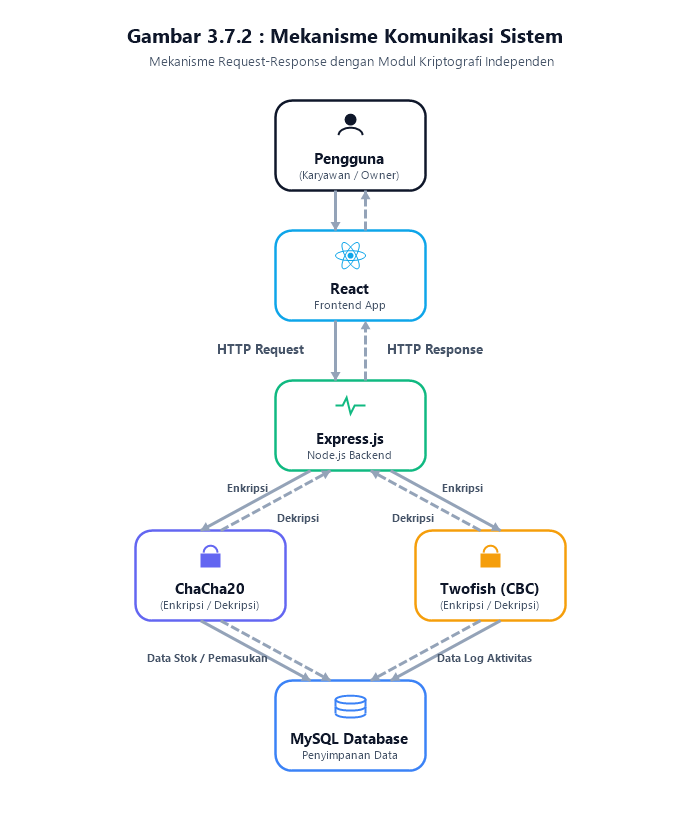 Gambar 3.7.2 : Mekanisme Komunikasi Sistem
Mekanisme Request-Response dengan Modul Kriptografi Independen
Pengguna
(Karyawan / Owner)
React
Frontend App
HTTP Request
HTTP Response
Express.js
Node.js Backend
Enkripsi
Enkripsi
Dekripsi
Dekripsi
ChaCha20
(Enkripsi / Dekripsi)
Twofish (CBC)
(Enkripsi / Dekripsi)
Data Stok / Pemasukan
Data Log Aktivitas
MySQL Database
Penyimpanan Data